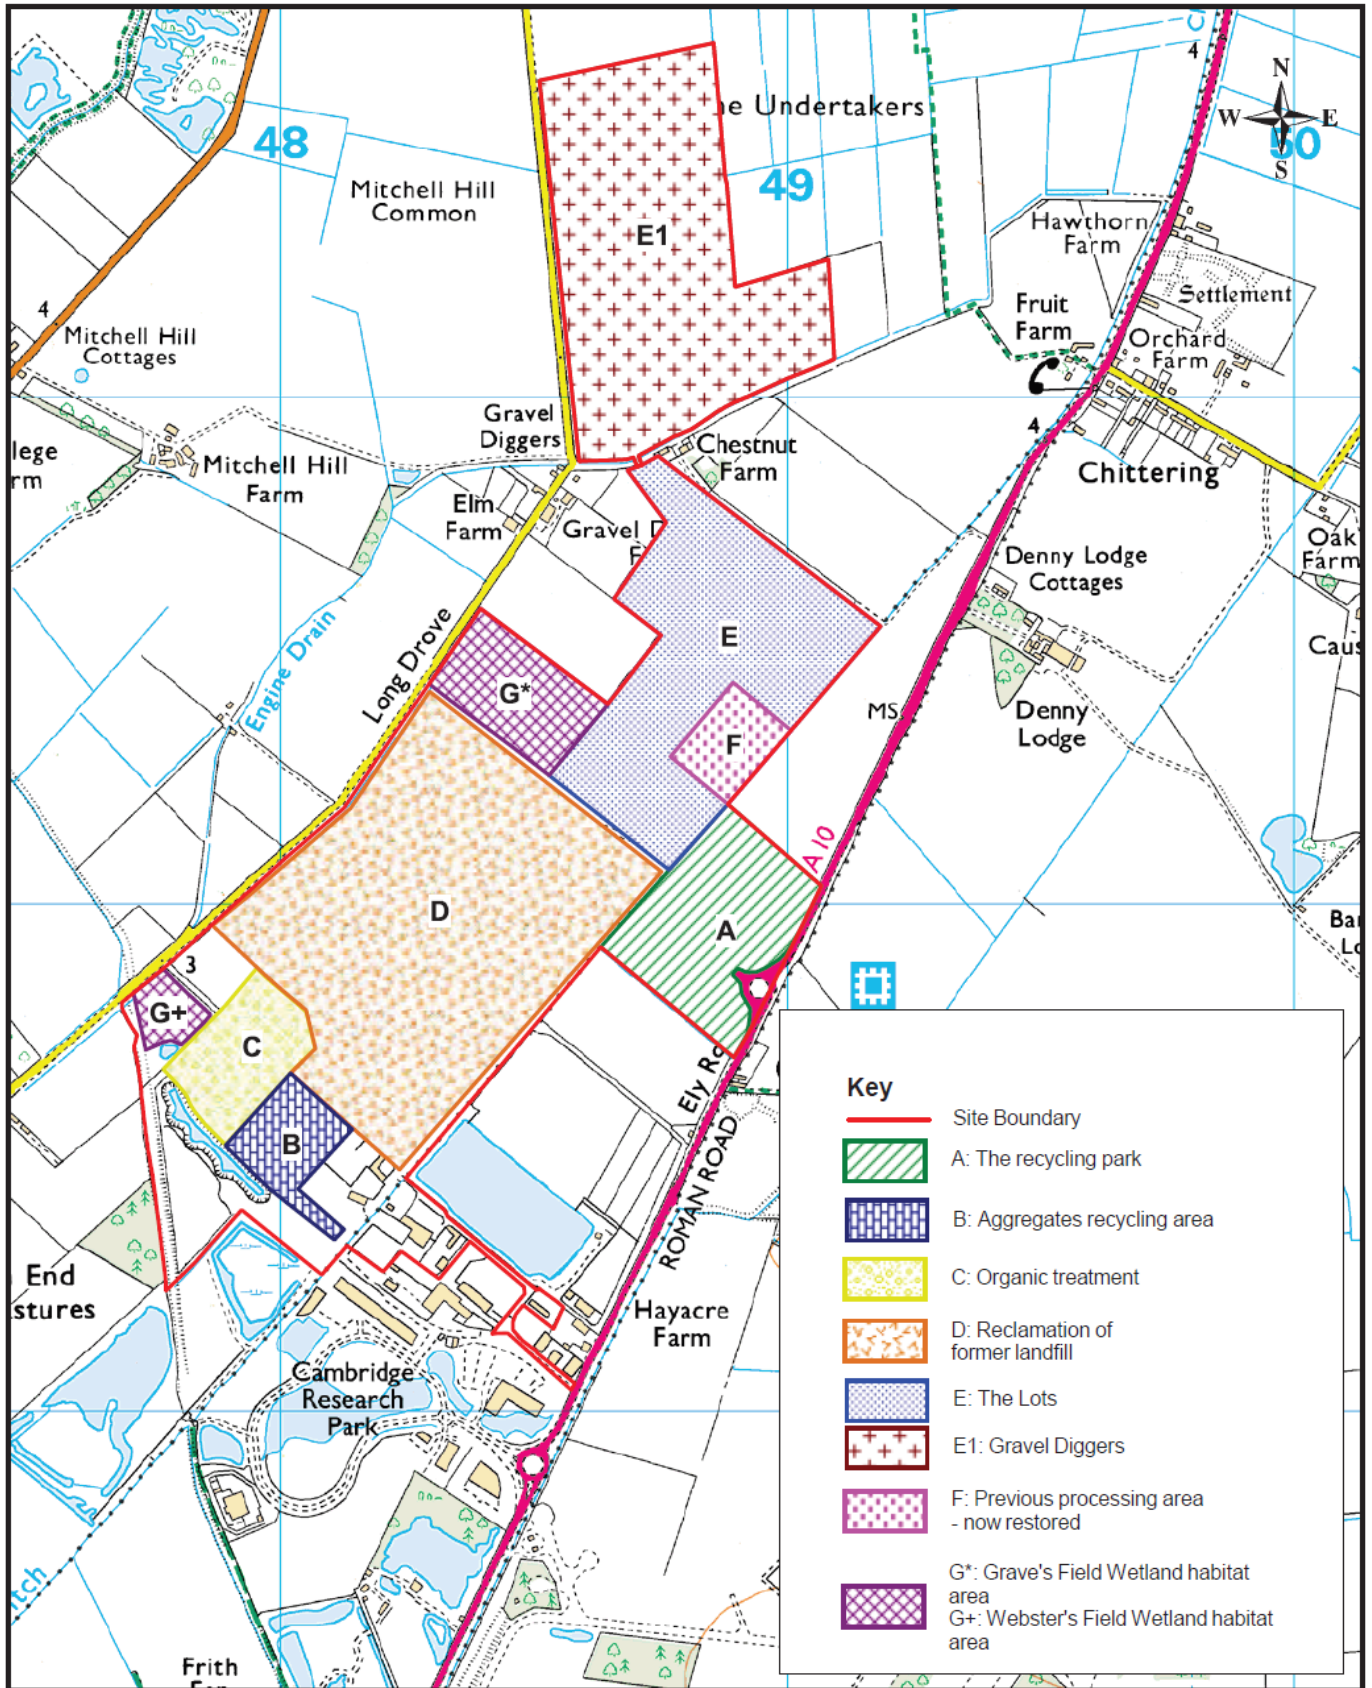 4
N
48
ne Undertakers
W
E
50
S
Mitchell Hill
Common
49
Hawthorn
Farm
E1
Settlement
4
Fruit
Farm
Mitchell Hill
Cottages
Orchard
Farm
Gravel
Diggers
4
Chestnut
Farm
lege
rm
Mitchell Hill
Farm
Chittering
Elm
Farm
Gravel D
F
Oak
Farm
Denny Lodge
Cottages
Engine Drain
Long Drove
E
Caus
G*
MS
Denny
Lodge
F
A 10
D
A
Ba
Lo
3
G+
C
Ely Ro
B
ROMAN ROAD
End
stures
Hayacre
Farm
Cambridge
Research
Park
itch
Frith
Key
Site Boundary
A: The recycling park
B: Aggregates recycling area
C: Organic treatment
D: Reclamation of
former landfill
E: The Lots
E1: Gravel Diggers
F: Previous processing area
- now restored
G*: Grave's Field Wetland habitat
area
G+: Webster's Field Wetland habitat
area